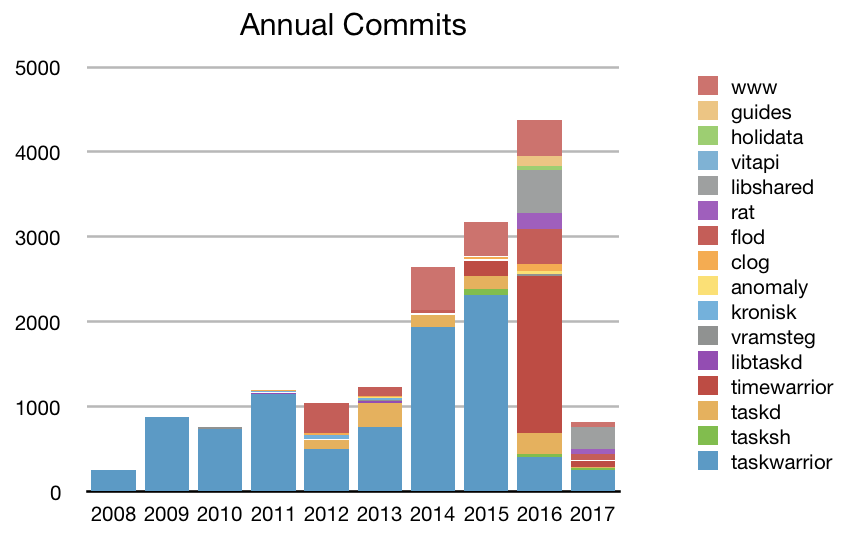 Annual Commits
5000
4000
3000
2000
1000
0
2008 2009 2010 2011 2012 2013 2014 2015 2016 2017
www
guides
holidata
vitapi
libshared
rat
flod
clog
anomaly
kronisk
vramsteg
libtaskd
timewarrior
taskd
tasksh
taskwarrior